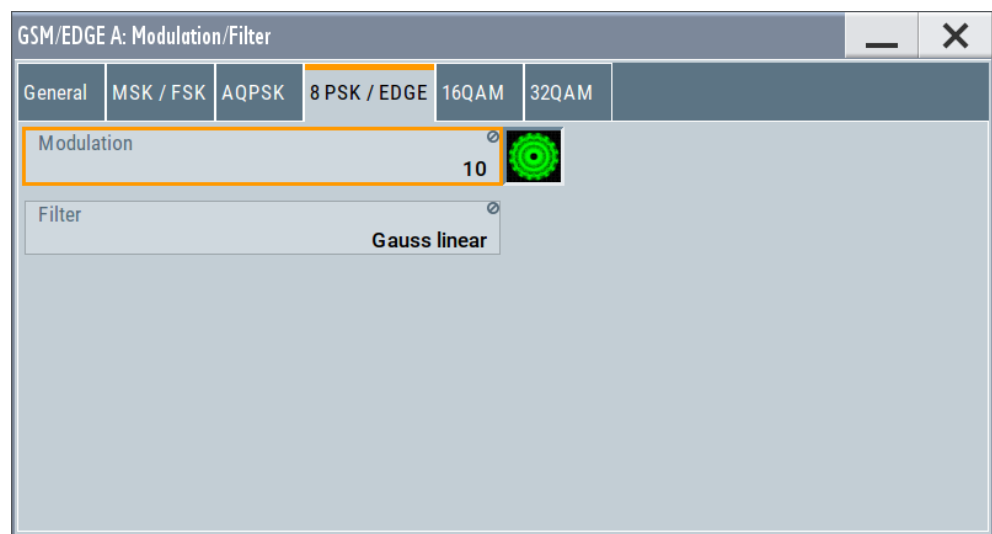 GSM/EDGE A: Modulation/Filter
General MSK / FSK AQPSK 8 PSK / EDGE 16QAM 32QAM
Modulation
10
Filter
Gauss linear